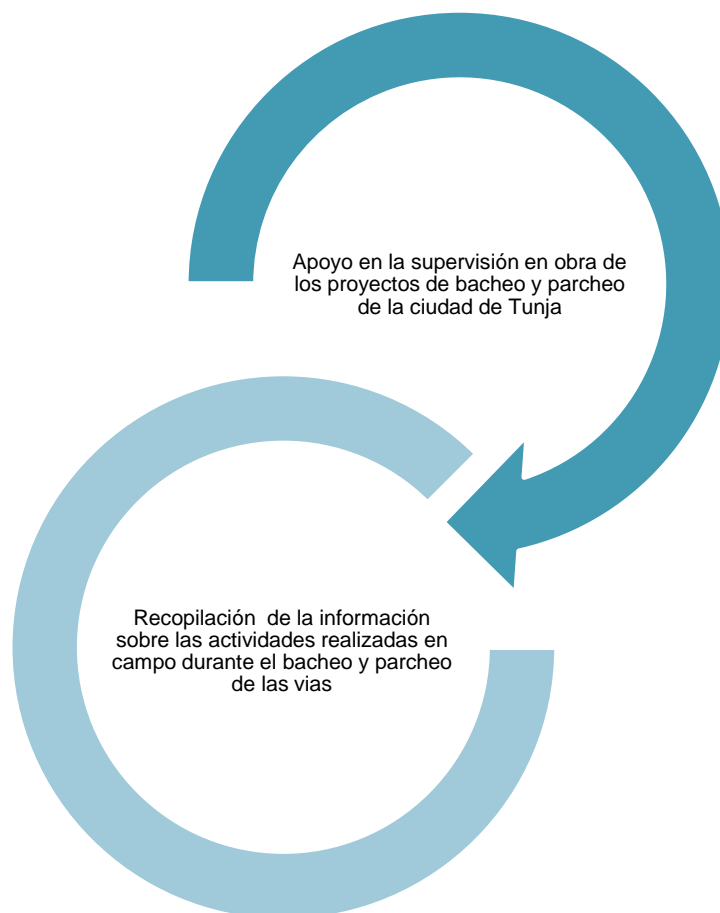 Apoyo en la supervisión en obra de
los proyectos de bacheo y parcheo
de la ciudad de Tunja
Recopilación  de la información
sobre las actividades realizadas en
campo durante el bacheo y parcheo
de las vias